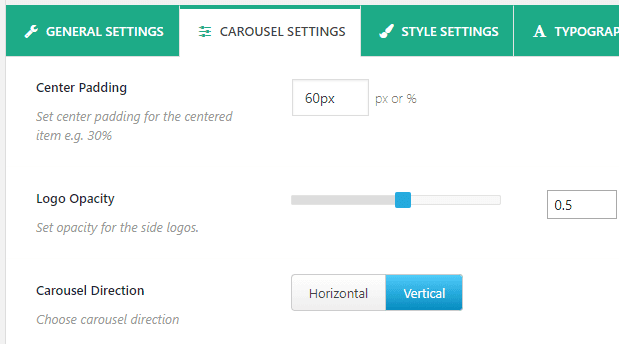 GENERAL SETTINGS CAROUSEL SETTINGS STYLE SETTINGS A
Center Padding 60px px or %
Set center padding for the centered
item e.g. 30%
Logo Opacity 0.5
Set opacity for the side logos.
Carousel Direction Horizontal Vertical
Choose carousel direction